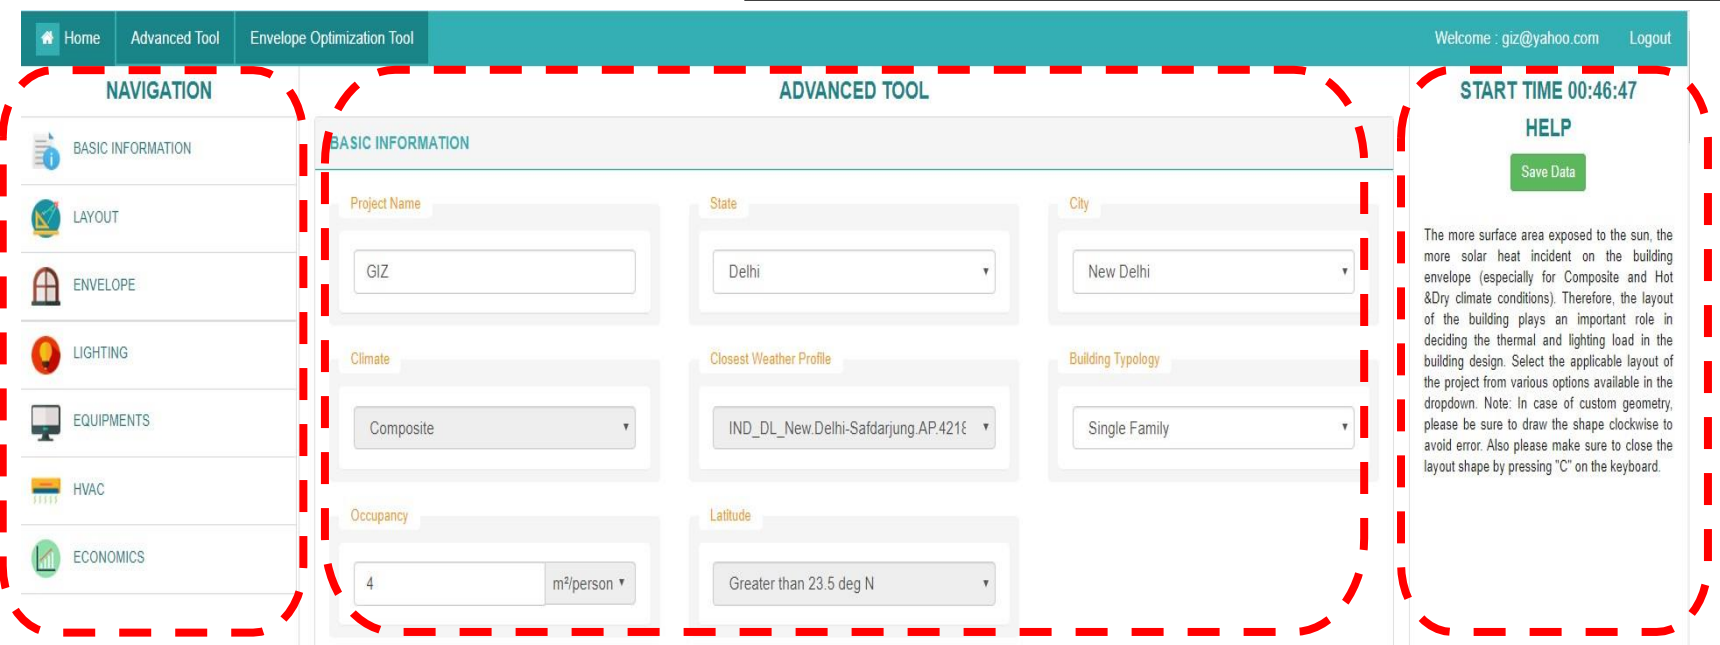 Home
Advanced Tool
Envelope Optimization Tool
Welcome : giz@yahoo.com
Logout
NAVIGATION
BASIC INFORMATION
LAYOUT
ENVELOPE
LIGHTING
EQUIPMENTS
HVAC
ECONOMICS
ADVANCED TOOL
BASIC INFORMATION
Project Name
State
City
GIZ
Delhi
New Delhi
Climate
Closest Weather Profile
Building Typology
Composite
IND_DL_New.Delhi-Safdarjung.AP.4218
Single Family
Occupancy
Latitude
4
m²/person
Greater than 23.5 deg N
START TIME 00:46:47
HELP
Save Data
The more surface area exposed to the sun, the
more solar heat incident on the building
envelope (especially for Composite and Hot
&Dry climate conditions). Therefore, the layout
of the building plays an important role in
deciding the thermal and lighting load in the
building design. Select the applicable layout of
the project from various options available in the
dropdown. Note: In case of custom geometry,
please be sure to draw the shape clockwise to
avoid error. Also please make sure to close the
layout shape by pressing "C" on the keyboard.